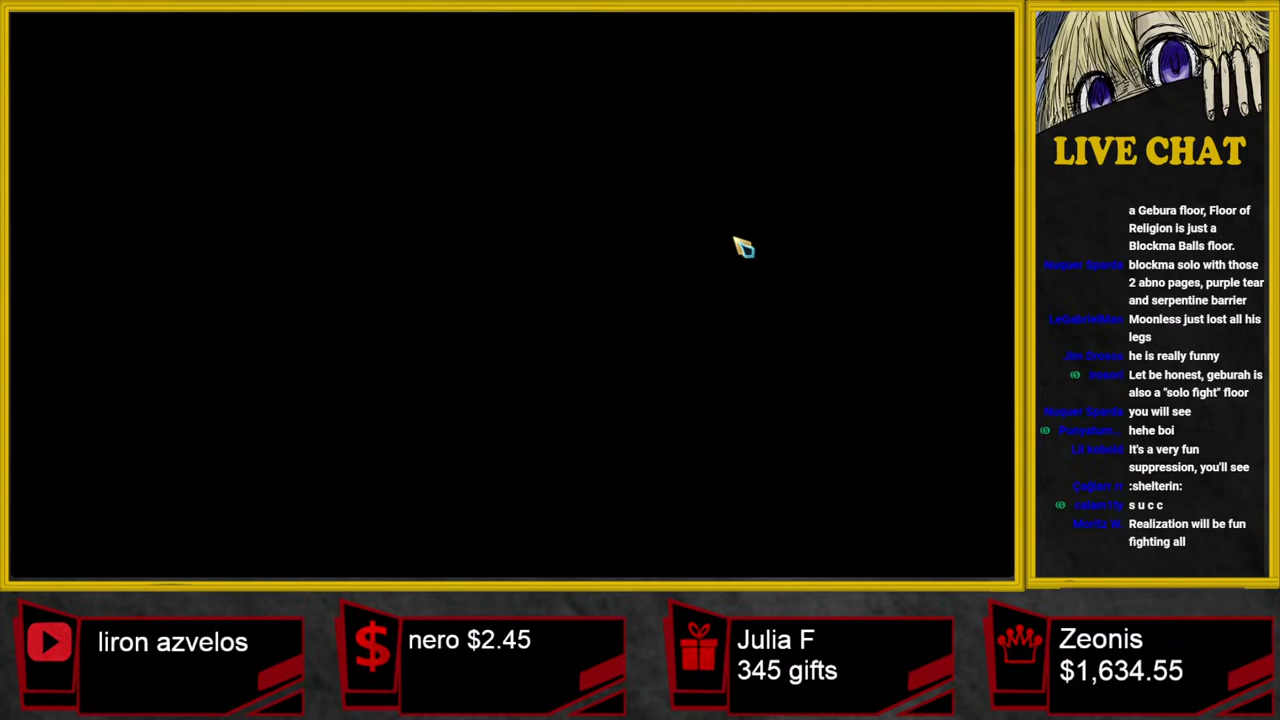 LIVE CHAT
a Gebura floor, Floor of
Religion is just a
Blockma Balls floor.
blockma solo with those
2 abno pages, purple tear
and serpentine barrier
Moonless just lost all his
legs
he is really funny
Let be honest, geburah is
also a "solo fight" floor
you will see
hehe boi
It's a very fun
suppression, you'll see
:shelterin:
s u c c
Realization will be fun
fighting all
liron azvelos
nero $2.45
Julia F
345 gifts
Zeonis
$1,634.55